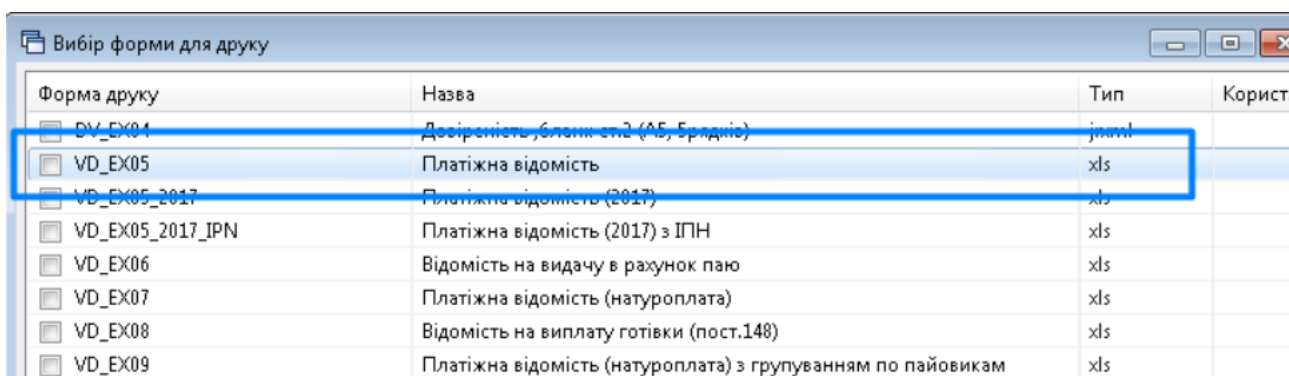 Вибір форми для друку
Форма друку Назва Тип Корист
DV_EX04 Довіреність ,бланк ст.2 (А5, 5рядків) jrxml
VD_EX05 Платіжна відомість xls
VD_EX05_2017 Платіжна відомість (2017) xls
VD_EX05_2017_IPN Платіжна відомість (2017) з ІПН xls
VD_EX06 Відомість на видачу в рахунок паю xls
VD_EX07 Платіжна відомість (натуроплата) xls
VD_EX08 Відомість на виплату готівки (пост.148) xls
VD_EX09 Платіжна відомість (натуроплата) з групуванням по пайовикам xls